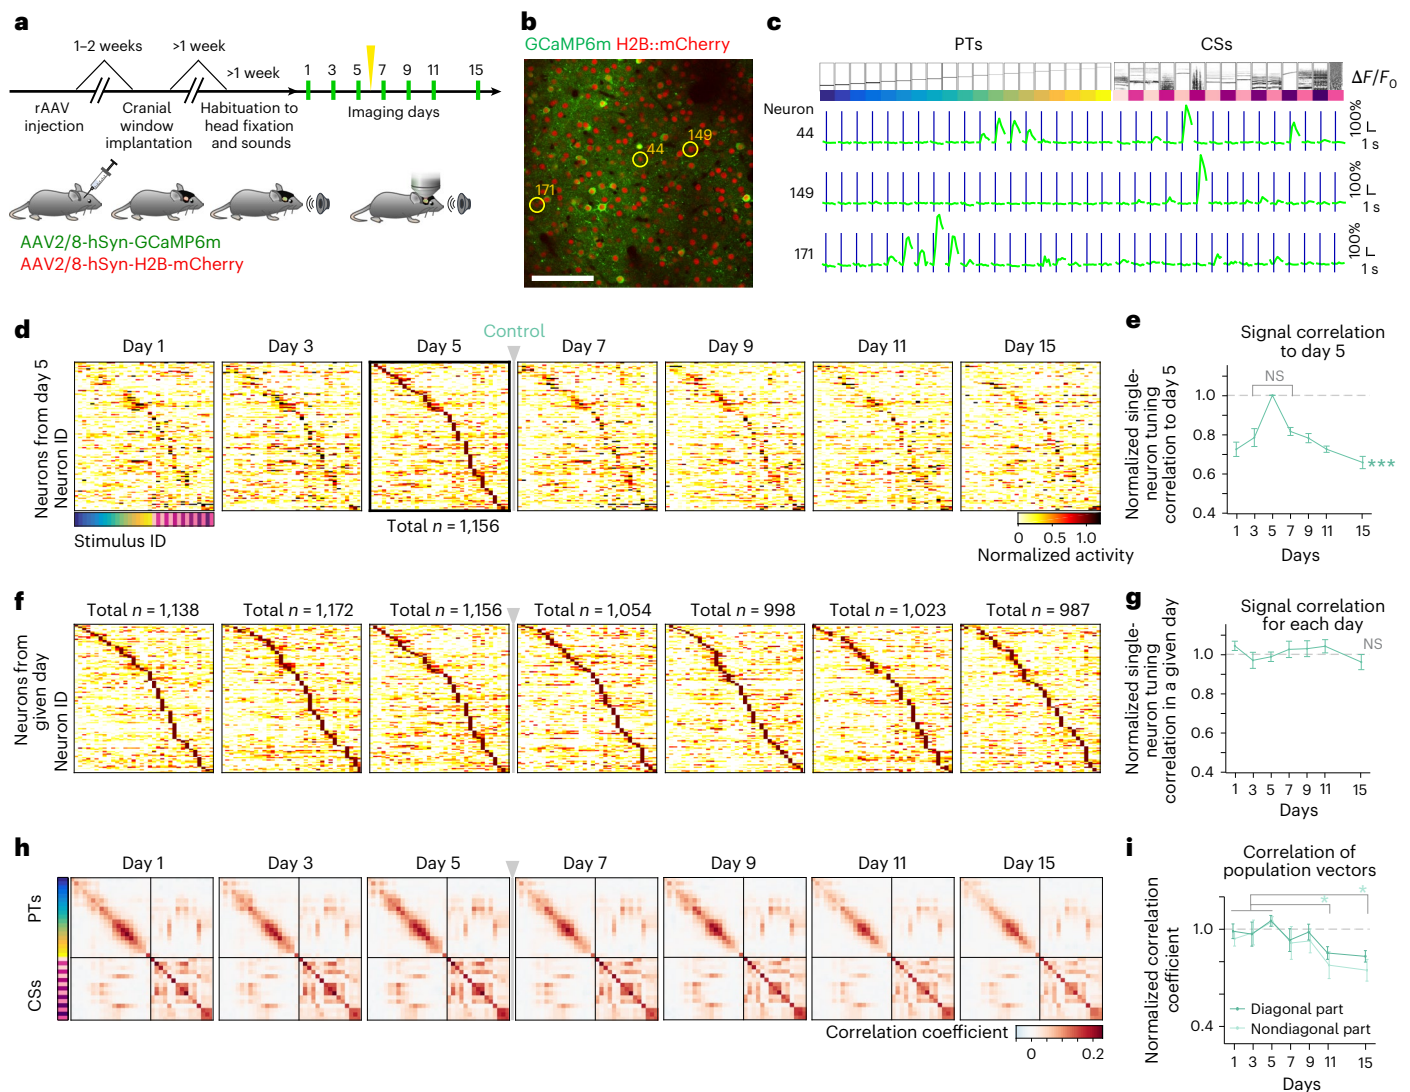 a
1–2 weeks
>1 week
>1 week
1 3 5 7 9 11 15
rAAV injection
Cranial window implantation
Habituation to head fixation and sounds
Imaging days
AAV2/8-hSyn-GCaMP6m
AAV2/8-hSyn-H2B-mCherry
b
GCaMP6m H2B::mCherry
44
149
171
c
PTs
CSs
ΔF/F0
Neuron
44
100%
1 s
149
100%
1 s
171
100%
1 s
d
Control
Day 1
Day 3
Day 5
Day 7
Day 9
Day 11
Day 15
Neurons from day 5
Neuron ID
Stimulus ID
Total n = 1,156
0 0.5 1.0
Normalized activity
e
Signal correlation to day 5
Normalized single-neuron tuning correlation to day 5
NS
1.0
0.8
0.6
0.4
***
1 3 5 7 9 11 15
Days
f
Total n = 1,138
Total n = 1,172
Total n = 1,156
Total n = 1,054
Total n = 998
Total n = 1,023
Total n = 987
Neurons from given day
Neuron ID
g
Signal correlation for each day
Normalized single-neuron tuning correlation in a given day
NS
1.0
0.8
0.6
0.4
1 3 5 7 9 11 15
Days
h
Day 1
Day 3
Day 5
Day 7
Day 9
Day 11
Day 15
PTs
CSs
Correlation coefficient
0 0.2
i
Correlation of population vectors
Normalized correlation coefficient
*
*
1.0
0.4
Diagonal part
Nondiagonal part
1 3 5 7 9 11 15
Days